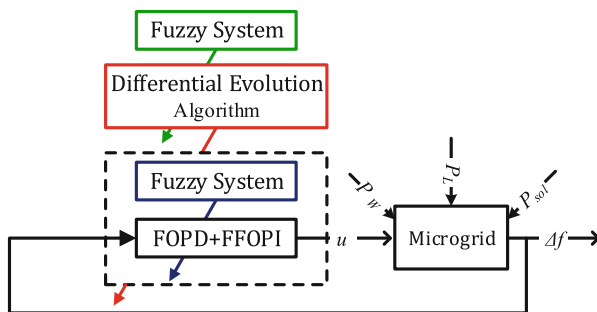 Fuzzy System
Differential Evolution
Algorithm
Fuzzy System
FOPD+FFOPI
u
P_W
P_L
P_sol
Microgrid
Δf